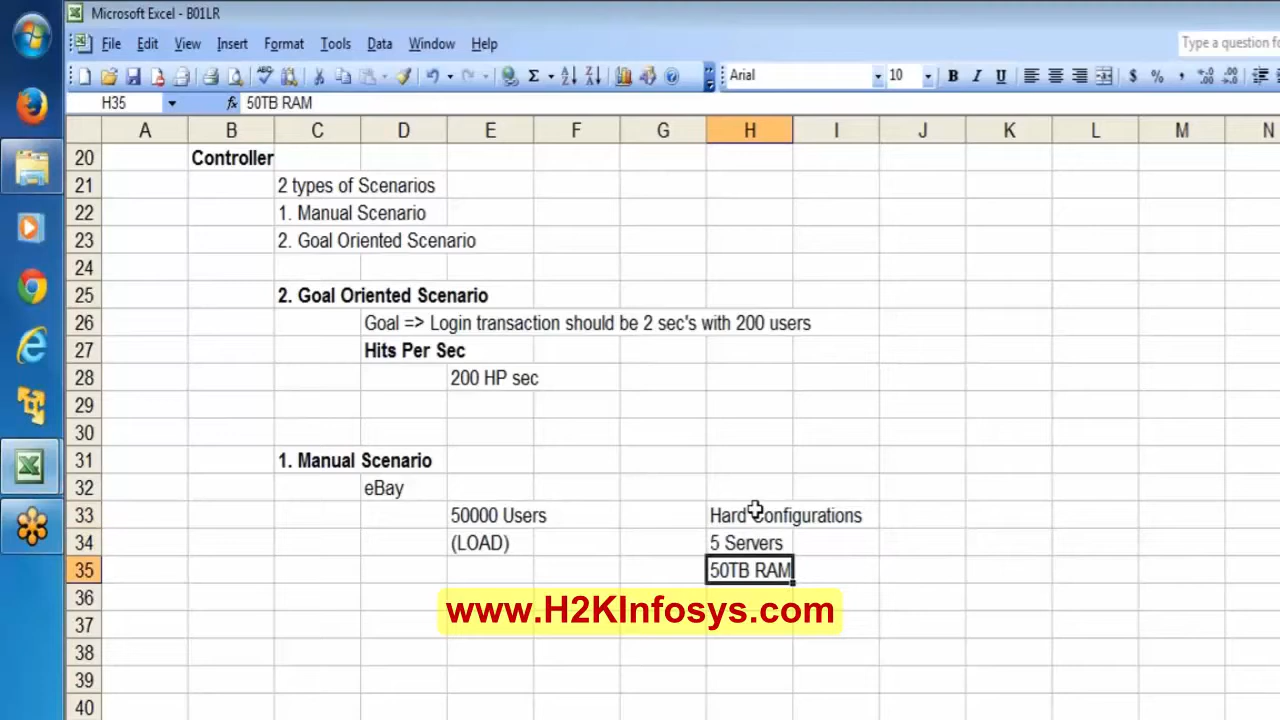 Microsoft Excel - B01LR
File Edit View Insert Format Tools Data Window Help
Type a question fo
Arial 10 B I U $ % ,
H35 fx 50TB RAM
A B C D E F G H I J K L M N
20 Controller
21 2 types of Scenarios
22 1. Manual Scenario
23 2. Goal Oriented Scenario
24
25 2. Goal Oriented Scenario
26 Goal => Login transaction should be 2 sec's with 200 users
27 Hits Per Sec
28 200 HP sec
29
30
31 1. Manual Scenario
32 eBay
33 50000 Users Hard Configurations
34 (LOAD) 5 Servers
35 50TB RAM
36
www.H2KInfosys.com
37
38
39
40